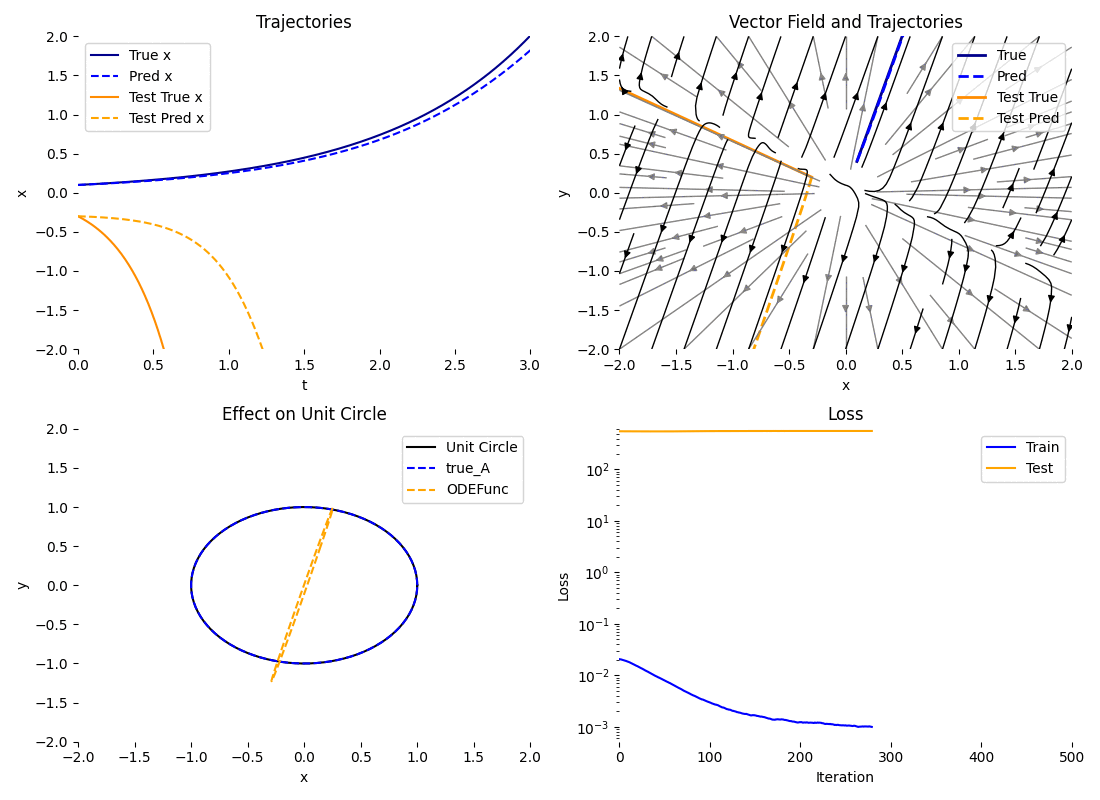 Trajectories
2.0
1.5
1.0
0.5
0.0
−0.5
−1.0
−1.5
−2.0
x
True x
Pred x
Test True x
Test Pred x
0.0 0.5 1.0 1.5 2.0 2.5 3.0
t
Vector Field and Trajectories
2.0
1.5
1.0
0.5
0.0
−0.5
−1.0
−1.5
−2.0
y
True
Pred
Test True
Test Pred
−2.0 −1.5 −1.0 −0.5 0.0 0.5 1.0 1.5 2.0
x
Effect on Unit Circle
2.0
1.5
1.0
0.5
0.0
−0.5
−1.0
−1.5
−2.0
y
Unit Circle
true_A
ODEFunc
−2.0 −1.5 −1.0 −0.5 0.0 0.5 1.0 1.5 2.0
x
Loss
10²
10¹
10⁰
10⁻¹
10⁻²
10⁻³
Loss
Train
Test
0 100 200 300 400 500
Iteration